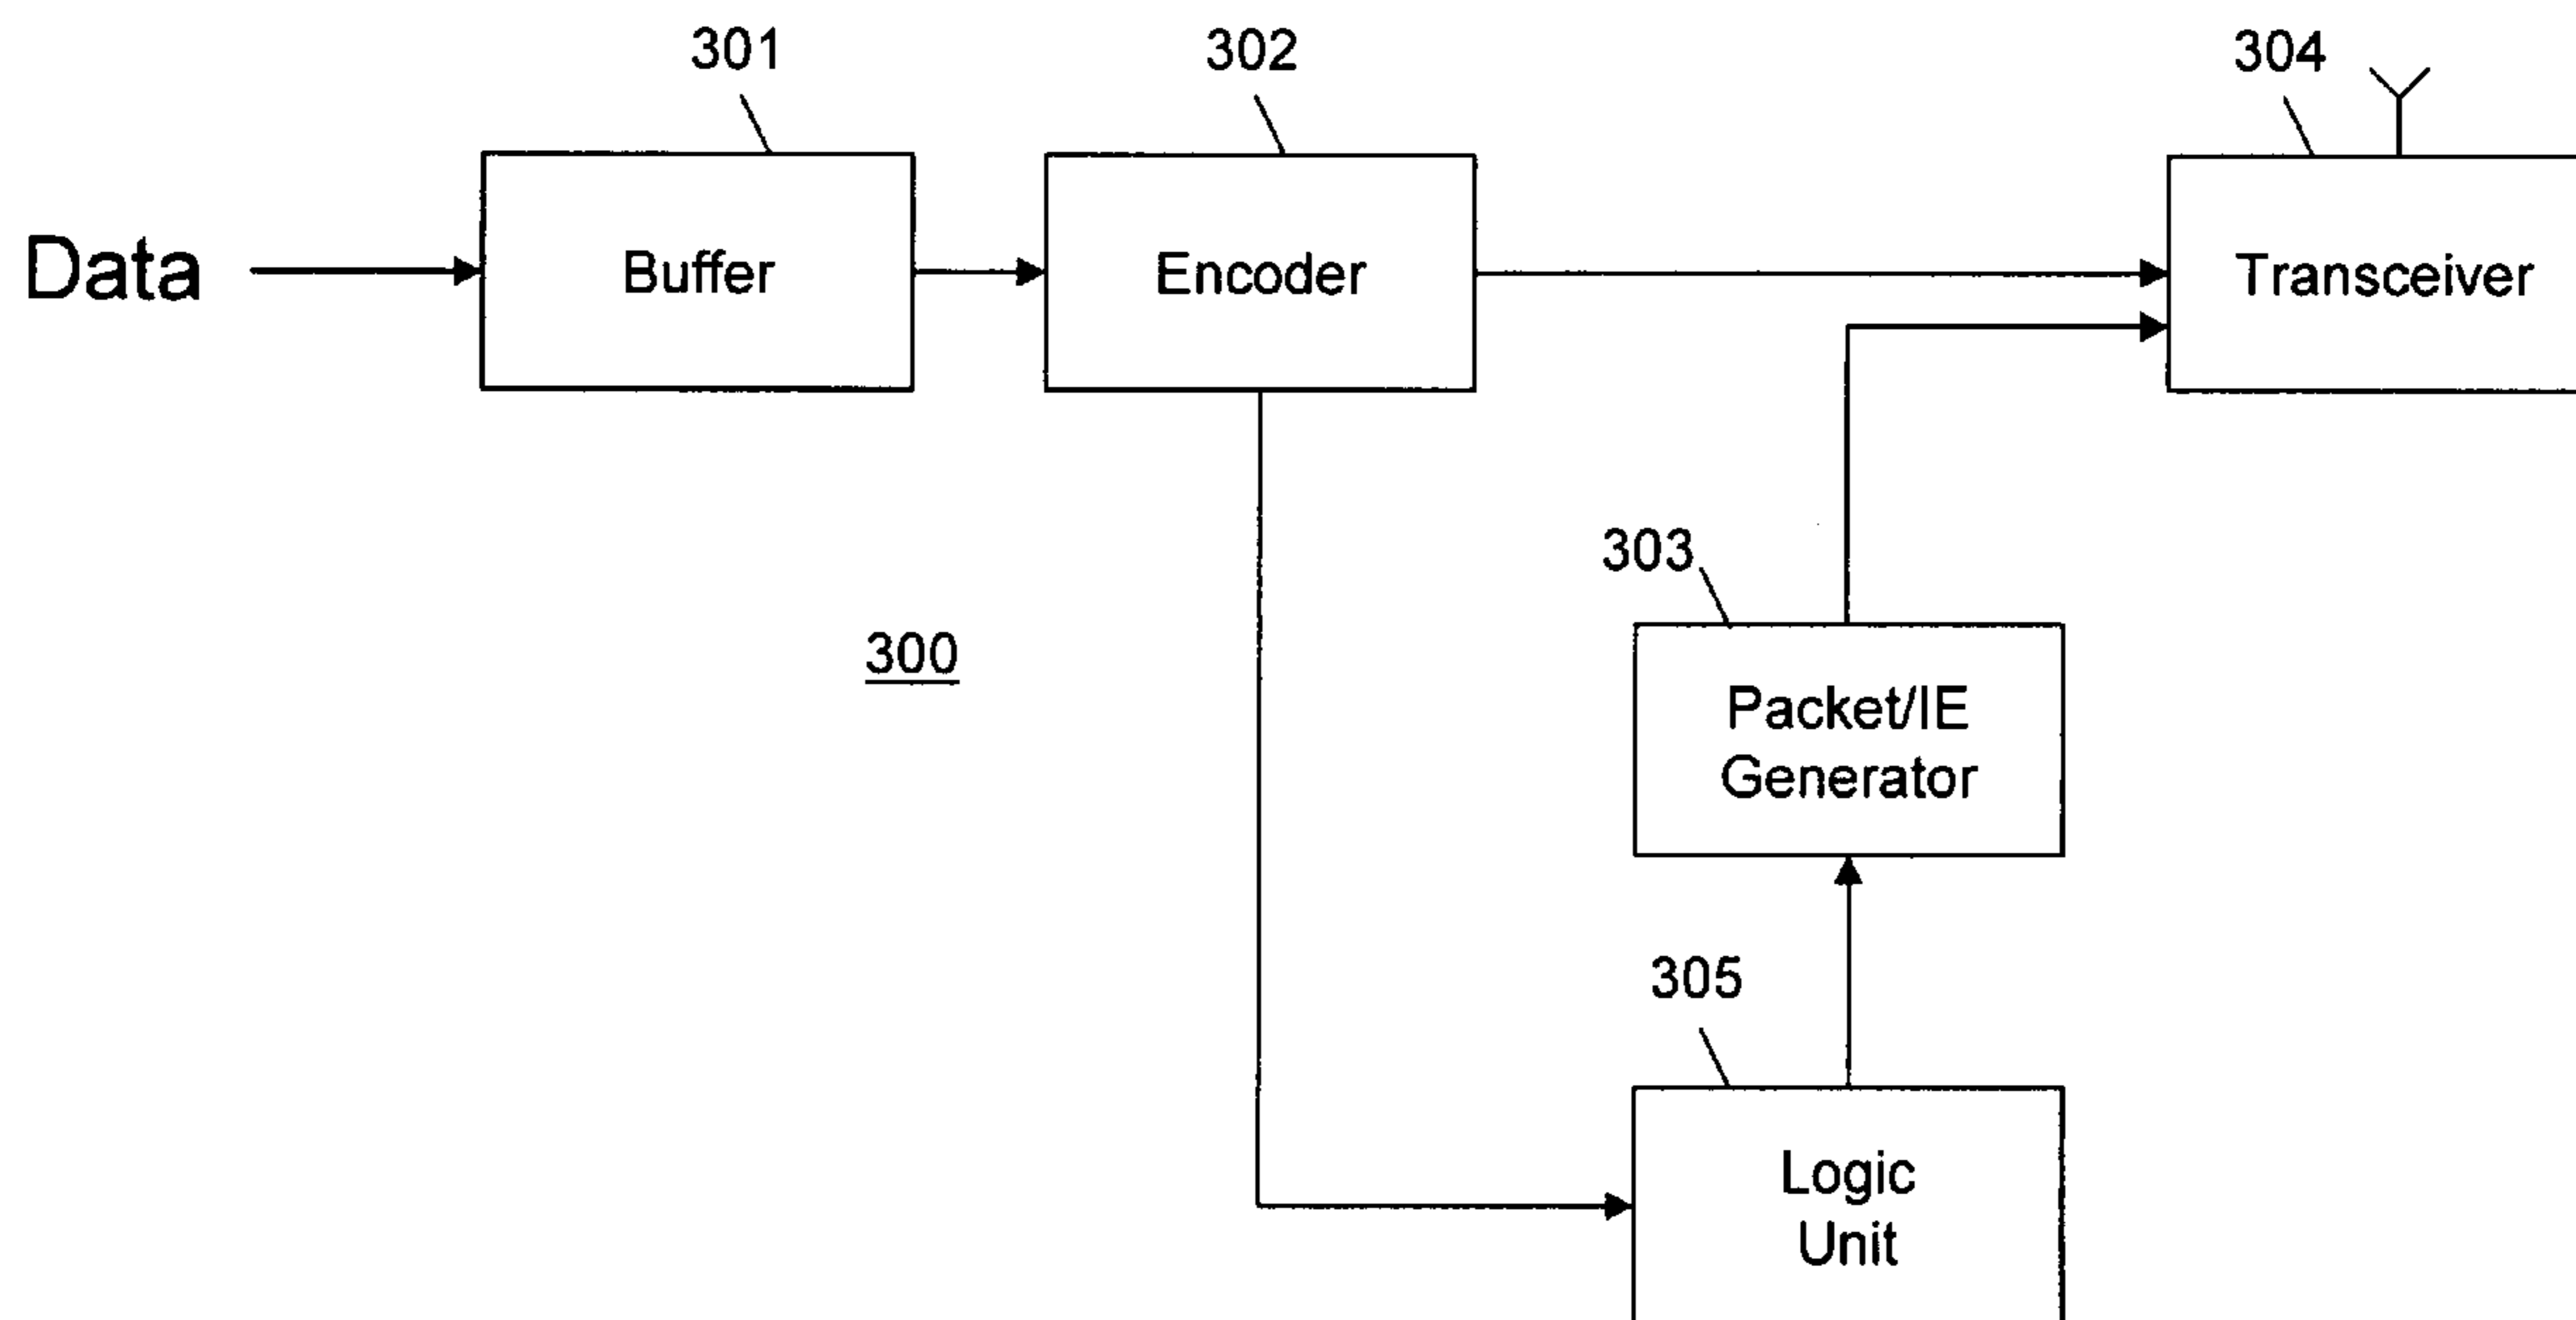 301
302
304
Data
Buffer
Encoder
Transceiver
303
300
Packet/IE
Generator
305
Logic
Unit